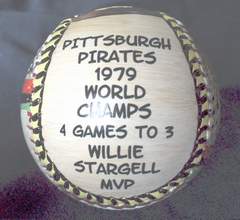 PITTSBURGH
PIRATES
1979
WORLD
CHAMPS
4 GAMES TO 3
WILLIE
STARGELL
MVP